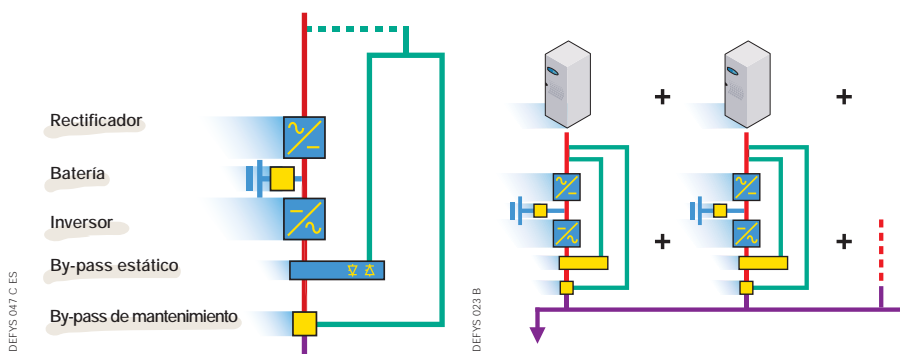 Rectificador
Batería
Inversor
By-pass estático
By-pass de mantenimiento
DEFYS 047 C ES
+
+
+
+
DEFYS 023 B